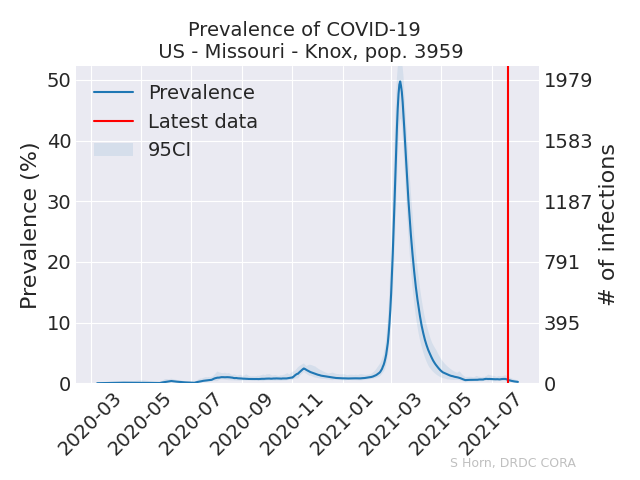 Prevalence of COVID-19
US - Missouri - Knox, pop. 3959
Prevalence (%)
50
40
30
20
10
0
Prevalence
Latest data
95CI
1979
1583
1187
791
395
0
# of infections
2020-03
2020-05
2020-07
2020-09
2020-11
2021-01
2021-03
2021-05
2021-07
S Horn, DRDC CORA